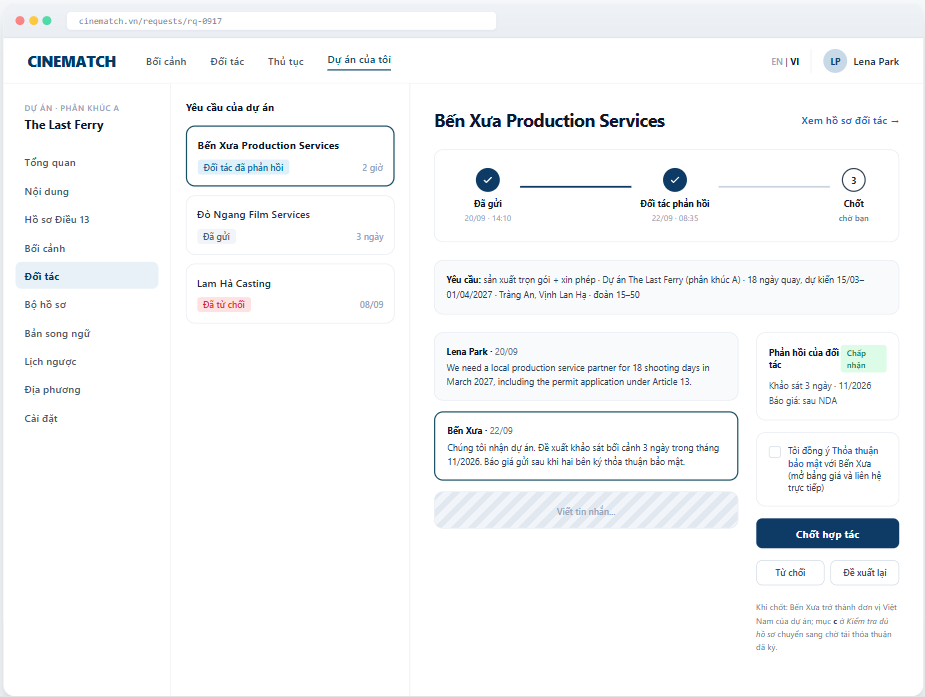 cinematch.vn/requests/rq-0917
CINEMATCH
Bối cảnh
Đối tác
Thủ tục
Dự án của tôi
EN | VI
LP
Lena Park
DỰ ÁN · PHÂN KHÚC A
The Last Ferry
Tổng quan
Nội dung
Hồ sơ Điều 13
Bối cảnh
Đối tác
Bộ hồ sơ
Bản song ngữ
Lịch ngược
Địa phương
Cài đặt
Yêu cầu của dự án
Bến Xưa Production Services
Đối tác đã phản hồi
2 giờ
Đò Ngang Film Services
Đã gửi
3 ngày
Lam Hà Casting
Đã từ chối
08/09
Bến Xưa Production Services
Xem hồ sơ đối tác →
3
Đã gửi
Đối tác phản hồi
Chốt
20/09 · 14:10
22/09 · 08:35
chờ bạn
Yêu cầu: sản xuất trọn gói + xin phép · Dự án The Last Ferry (phân khúc A) · 18 ngày quay, dự kiến 15/03–
01/04/2027 · Tràng An, Vịnh Lan Hạ · đoàn 15–50
Lena Park · 20/09
We need a local production service partner for 18 shooting days in
March 2027, including the permit application under Article 13.
Bến Xưa · 22/09
Chúng tôi nhận dự án. Đề xuất khảo sát bối cảnh 3 ngày trong tháng
11/2026. Báo giá gửi sau khi hai bên ký thỏa thuận bảo mật.
Viết tin nhắn...
Phản hồi của đối
tác
Chấp
nhận
Khảo sát 3 ngày · 11/2026
Báo giá: sau NDA
Tôi đồng ý Thỏa thuận
bảo mật với Bến Xưa
(mở bảng giá và liên hệ
trực tiếp)
Chốt hợp tác
Từ chối
Đề xuất lại
Khi chốt: Bến Xưa trở thành đơn vị Việt
Nam của dự án; mục c ở Kiểm tra đủ
hồ sơ chuyển sang chờ tải thỏa thuận
đã ký.